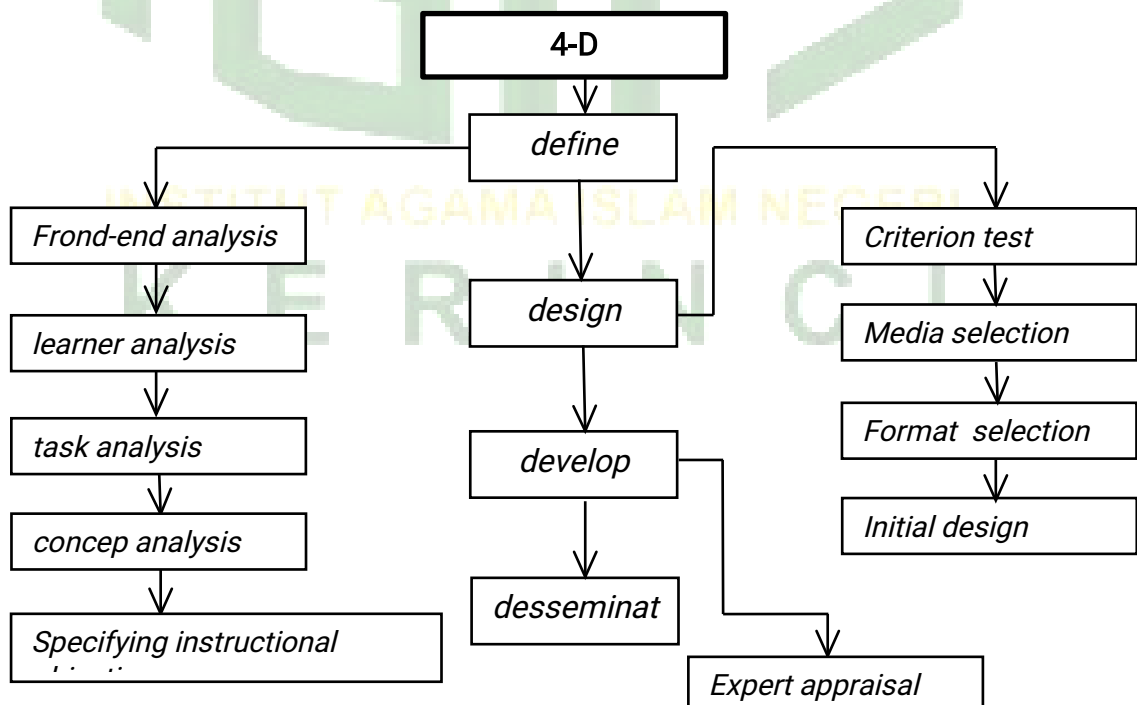 4-D
define
INSTITUT AGAMA ISLAM NEGERI
Frond-end analysis
Criterion test
K E R I N C I
design
learner analysis
Media selection
task analysis
develop
Format selection
concep analysis
Initial design
desseminat
Specifying instructional
Expert appraisal